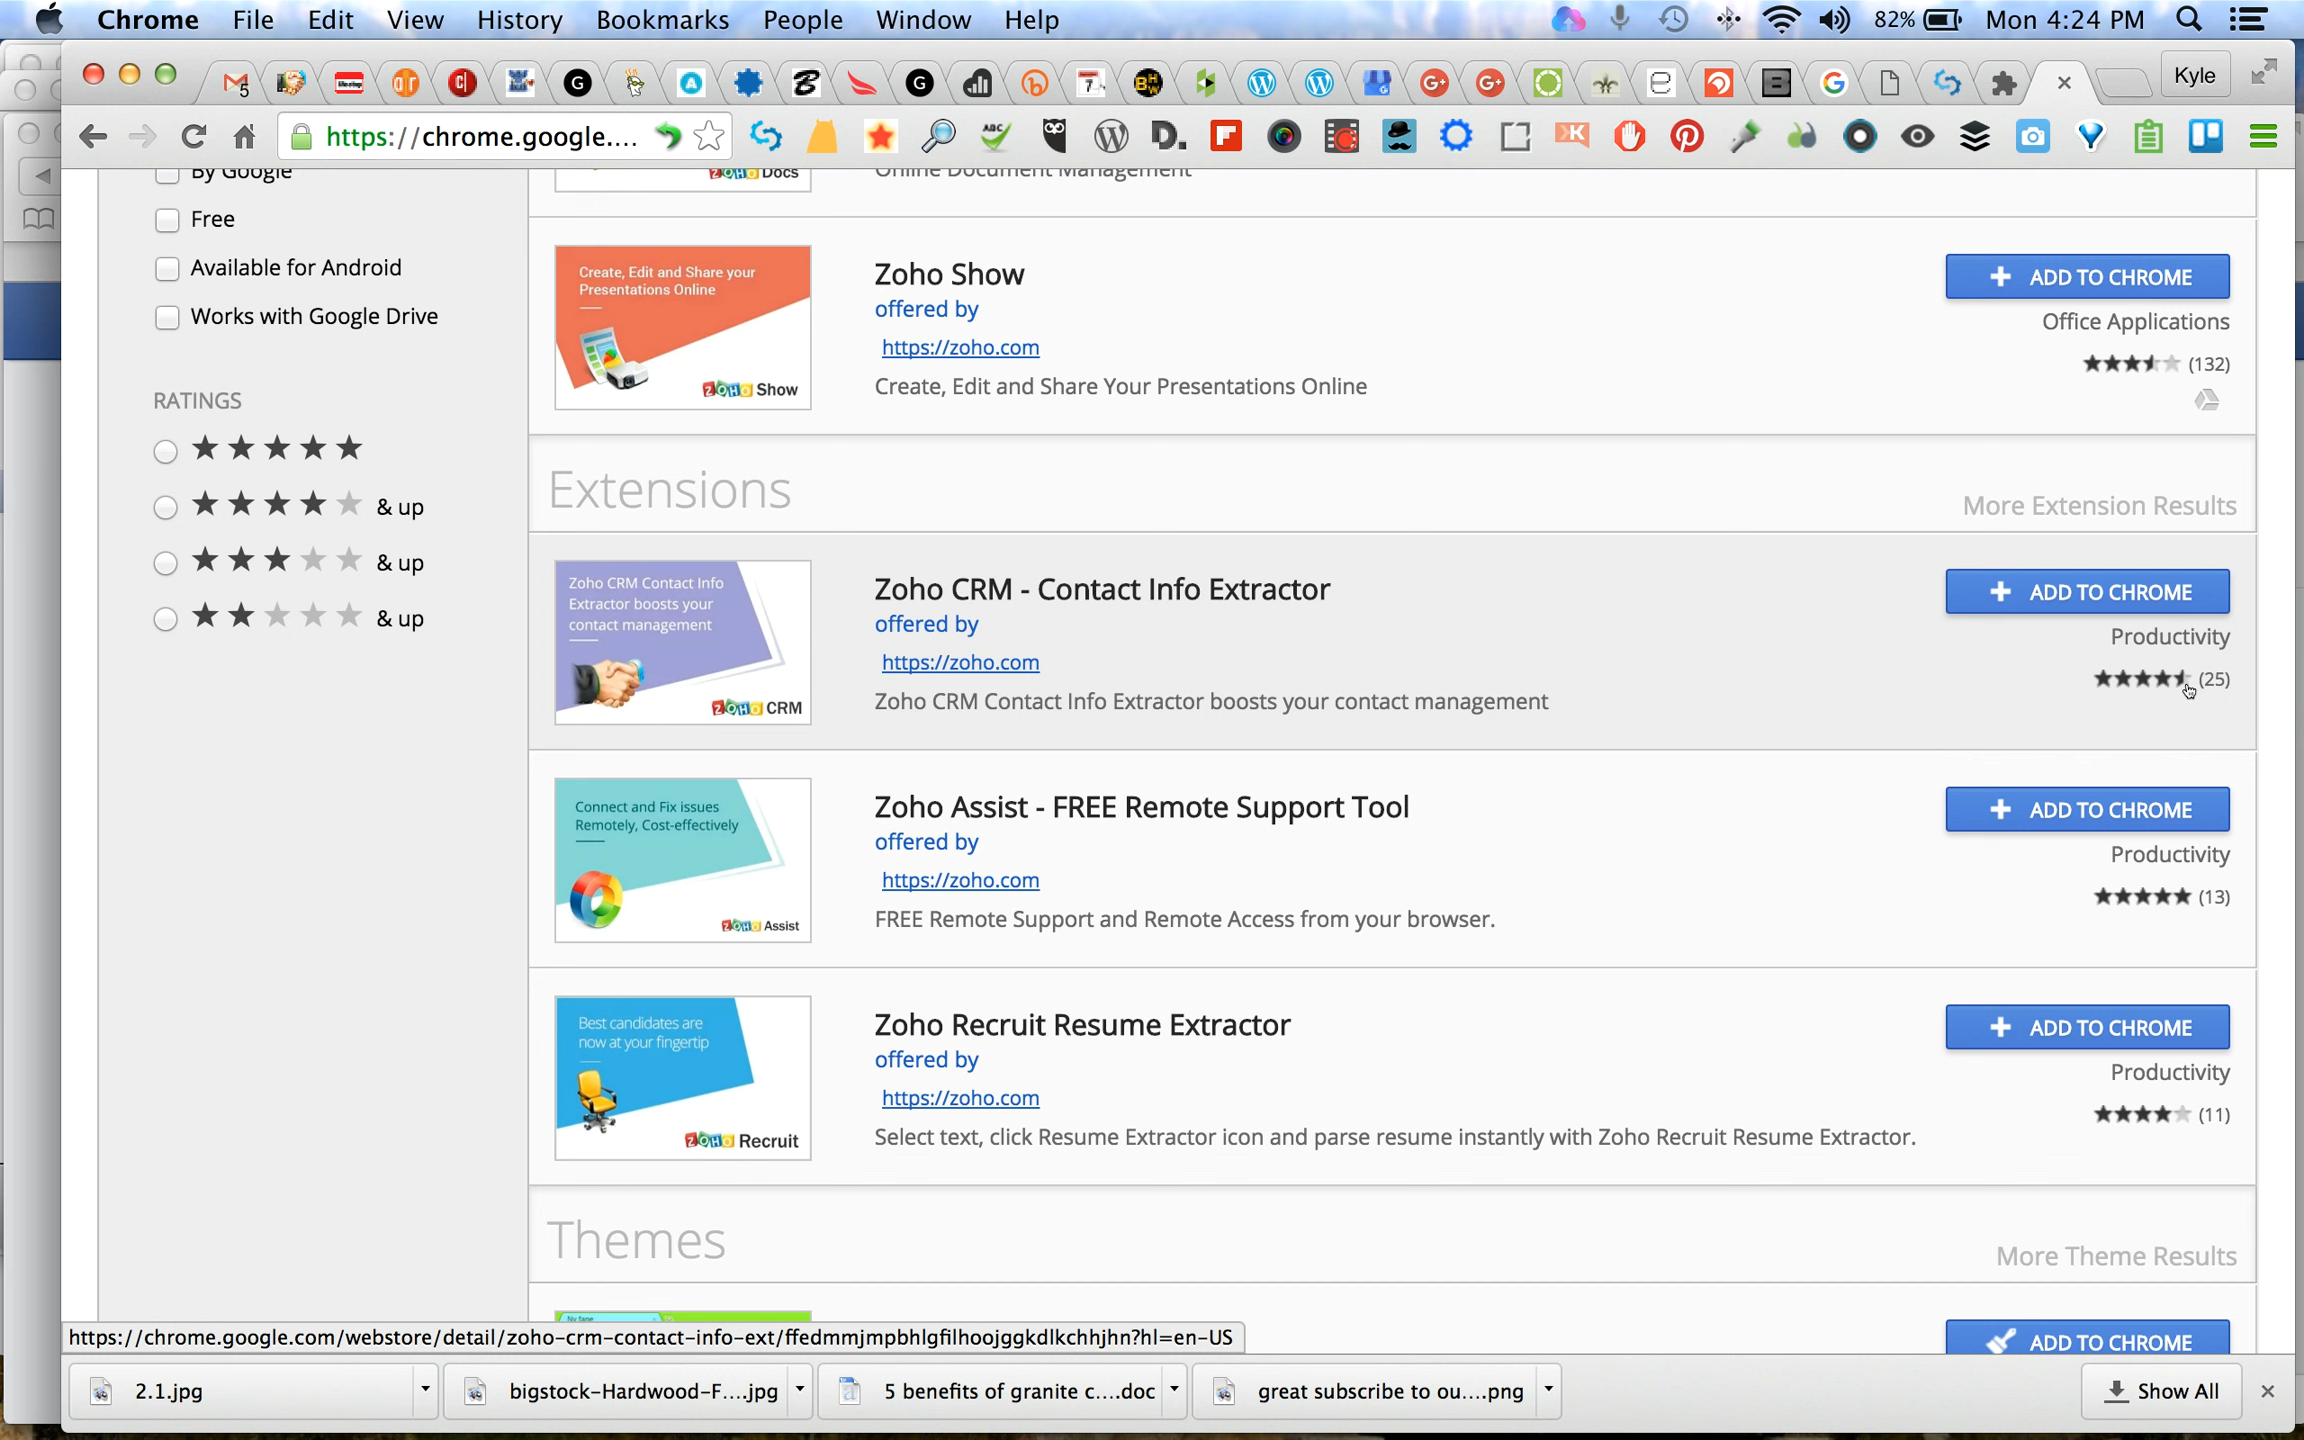 Chrome File Edit View History Bookmarks People Window Help 82% Mon 4:24 PM
Kyle
https://chrome.google....
By Google
Free
Available for Android
Works with Google Drive
RATINGS
& up
& up
& up
ZOHO Docs
Online Document Management
Create, Edit and Share your
Presentations Online
ZOHO Show
Zoho Show
offered by
https://zoho.com
Create, Edit and Share Your Presentations Online
ADD TO CHROME
Office Applications
(132)
Extensions
More Extension Results
Zoho CRM Contact Info
Extractor boosts your
contact management
ZOHO CRM
Zoho CRM - Contact Info Extractor
offered by
https://zoho.com
Zoho CRM Contact Info Extractor boosts your contact management
ADD TO CHROME
Productivity
(25)
Connect and Fix issues
Remotely, Cost-effectively
ZOHO Assist
Zoho Assist - FREE Remote Support Tool
offered by
https://zoho.com
FREE Remote Support and Remote Access from your browser.
ADD TO CHROME
Productivity
(13)
Best candidates are
now at your fingertip
ZOHO Recruit
Zoho Recruit Resume Extractor
offered by
https://zoho.com
Select text, click Resume Extractor icon and parse resume instantly with Zoho Recruit Resume Extractor.
ADD TO CHROME
Productivity
(11)
Themes
More Theme Results
ADD TO CHROME
https://chrome.google.com/webstore/detail/zoho-crm-contact-info-ext/ffedmmjmpbhlgfilhoojggkdlkchhjhn?hl=en-US
2.1.jpg
bigstock-Hardwood-F....jpg
5 benefits of granite c....doc
great subscribe to ou....png
Show All